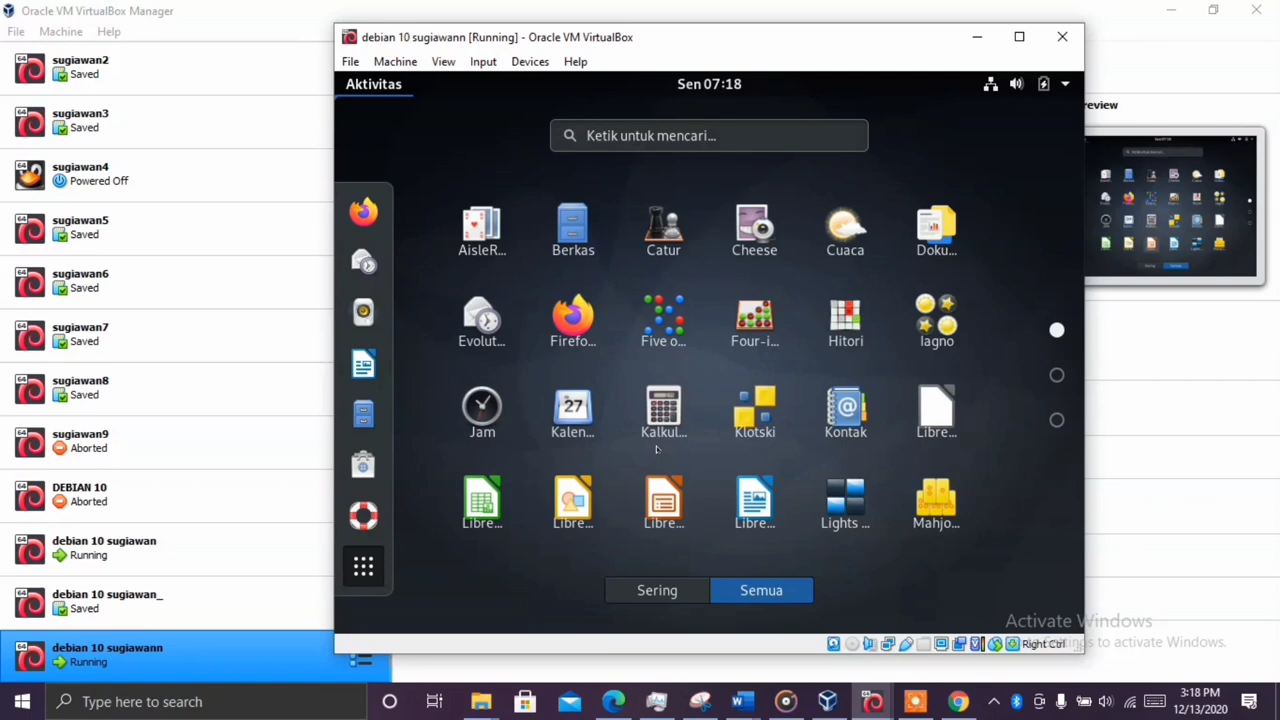 Oracle VM VirtualBox Manager
File Machine Help
sugiawan2
Saved
sugiawan3
Saved
sugiawan4
Powered Off
sugiawan5
Saved
sugiawan6
Saved
sugiawan7
Saved
sugiawan8
Saved
sugiawan9
Aborted
DEBIAN 10
Aborted
debian 10 sugiawan
Running
debian 10 sugiawan_
Saved
debian 10 sugiawann
Running
debian 10 sugiawann [Running] - Oracle VM VirtualBox
File Machine View Input Devices Help
Aktivitas Sen 07:18
Ketik untuk mencari...
AisleR... Berkas Catur Cheese Cuaca Doku...
Evolut... Firefo... Five o... Four-i... Hitori Iagno
Jam Kalen... Kalkul... Klotski Kontak Libre...
Libre... Libre... Libre... Libre... Lights ... Mahjo...
Sering Semua
Right Ctrl
review
Activate Windows
to activate Windows.
Type here to search
3:18 PM
12/13/2020